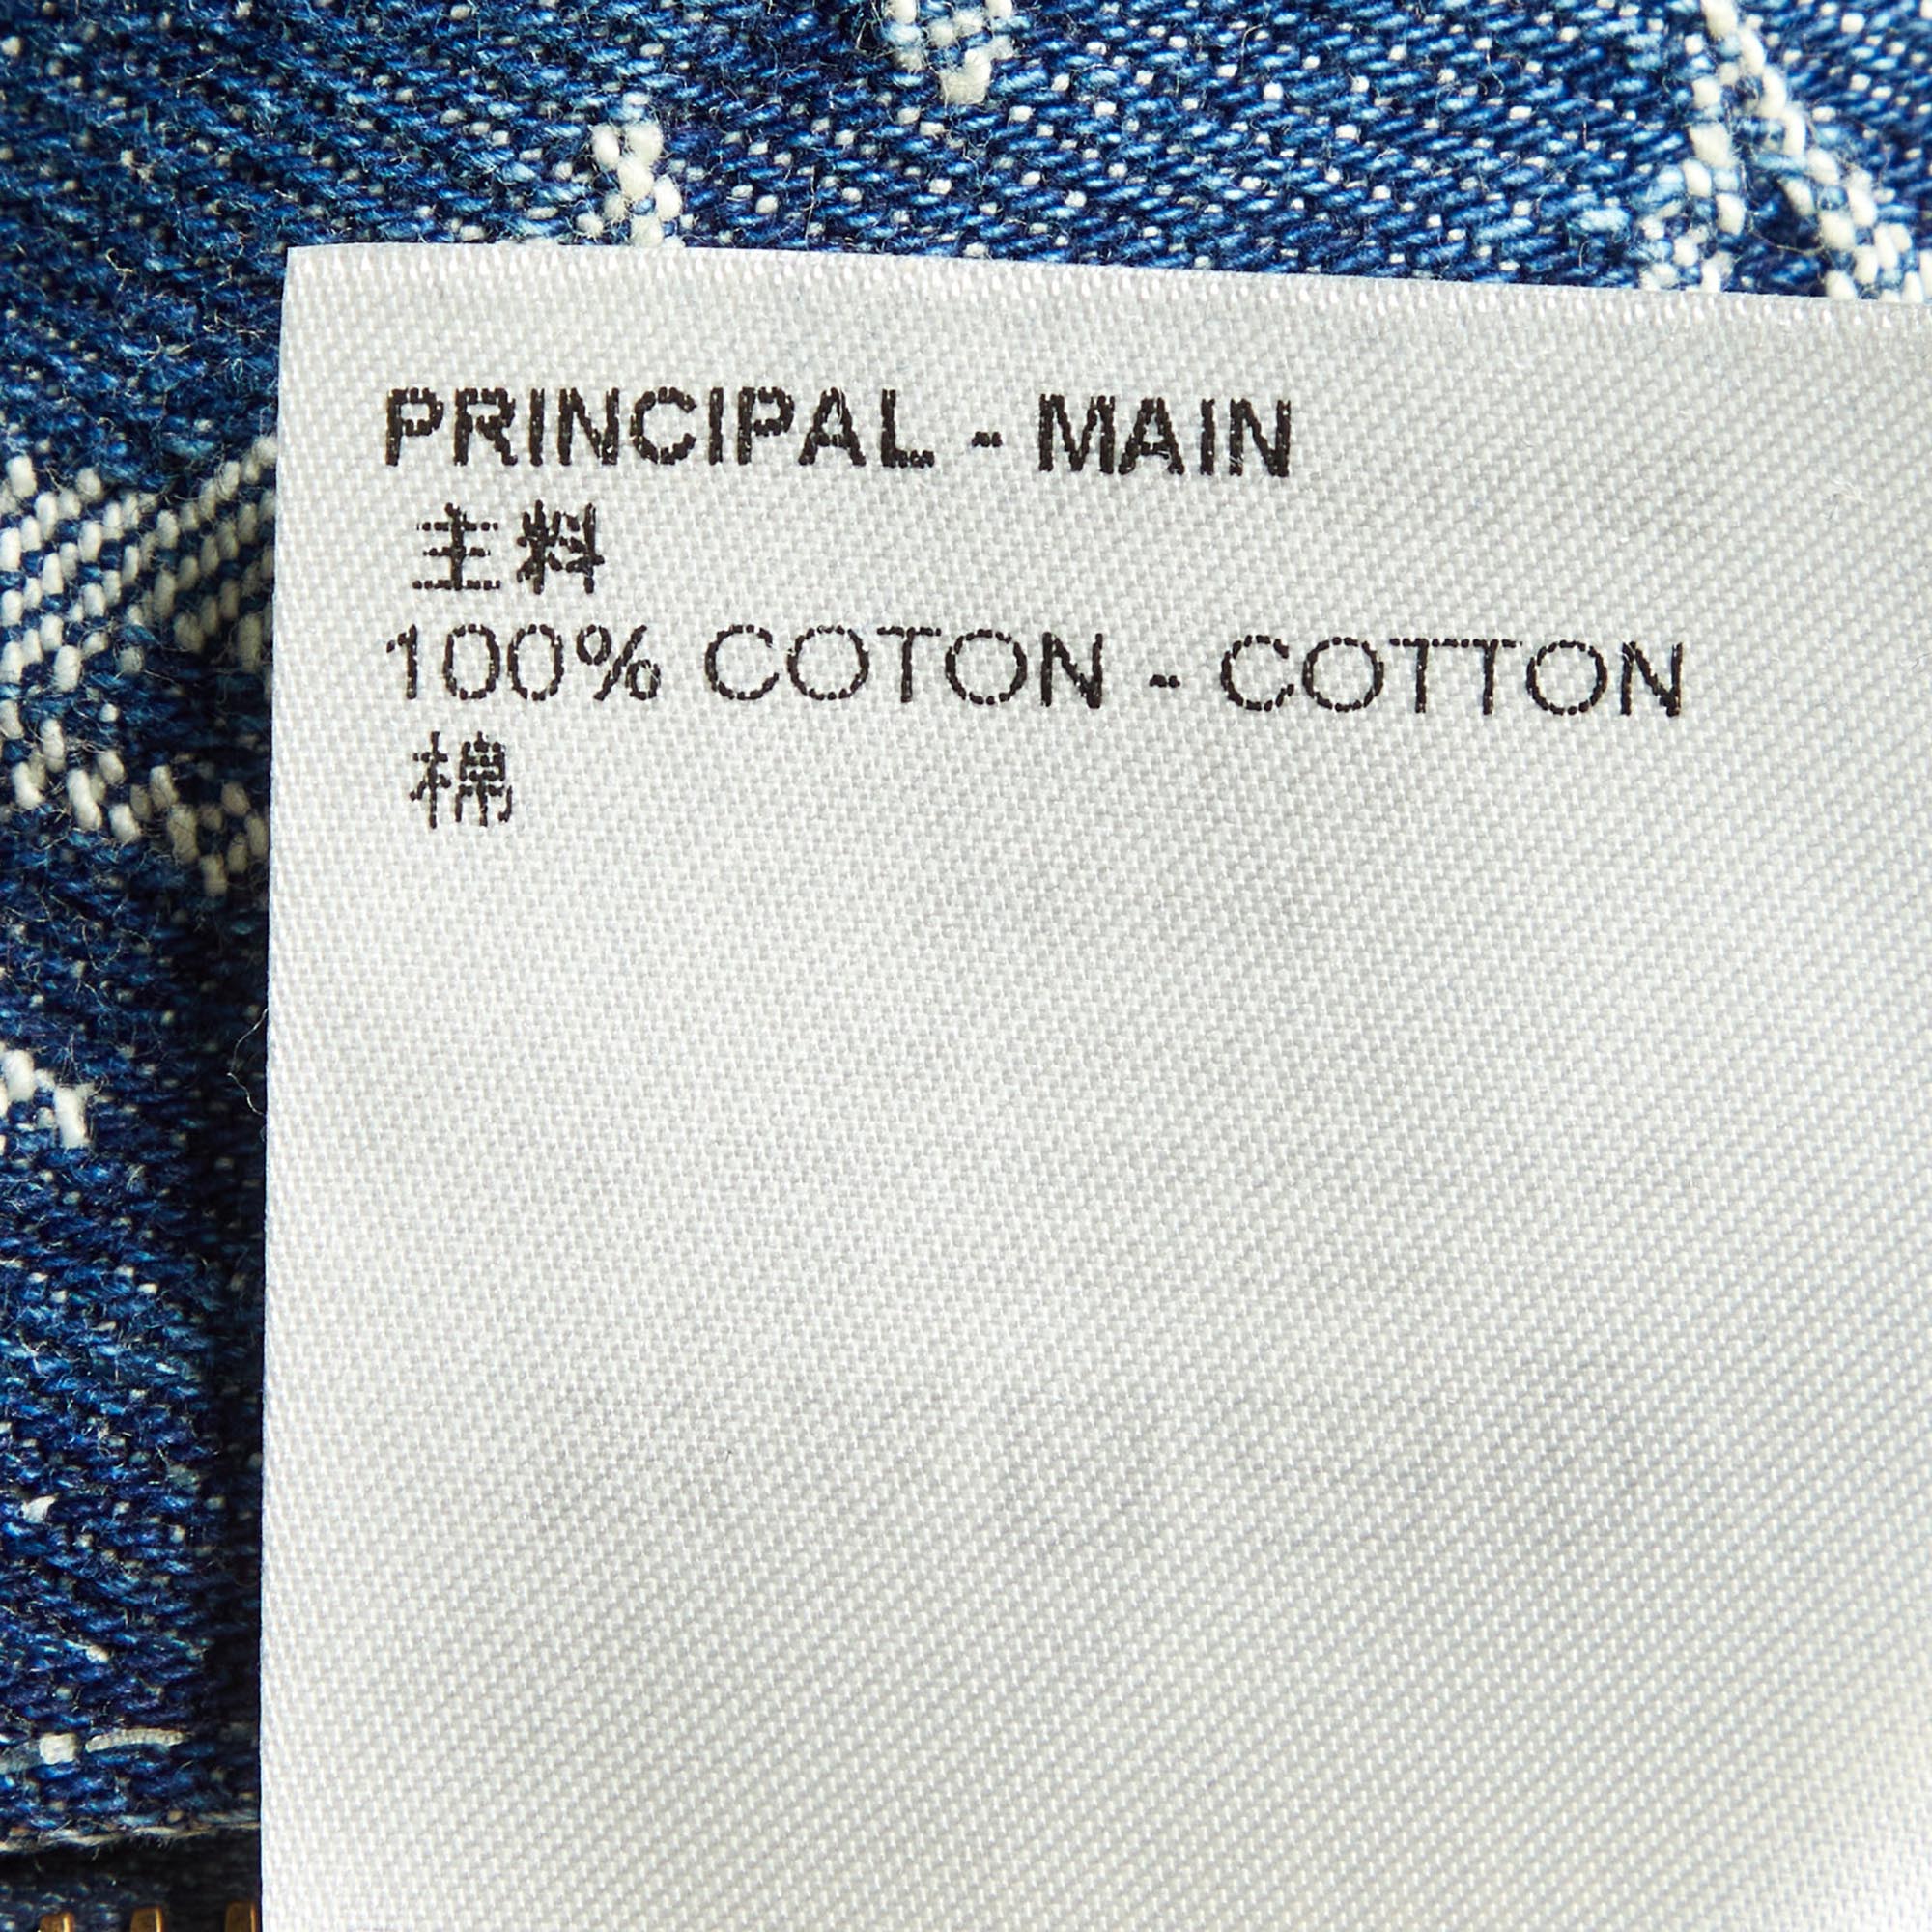 PRINCIPAL - MAIN
主料
100% COTON - COTTON
棉